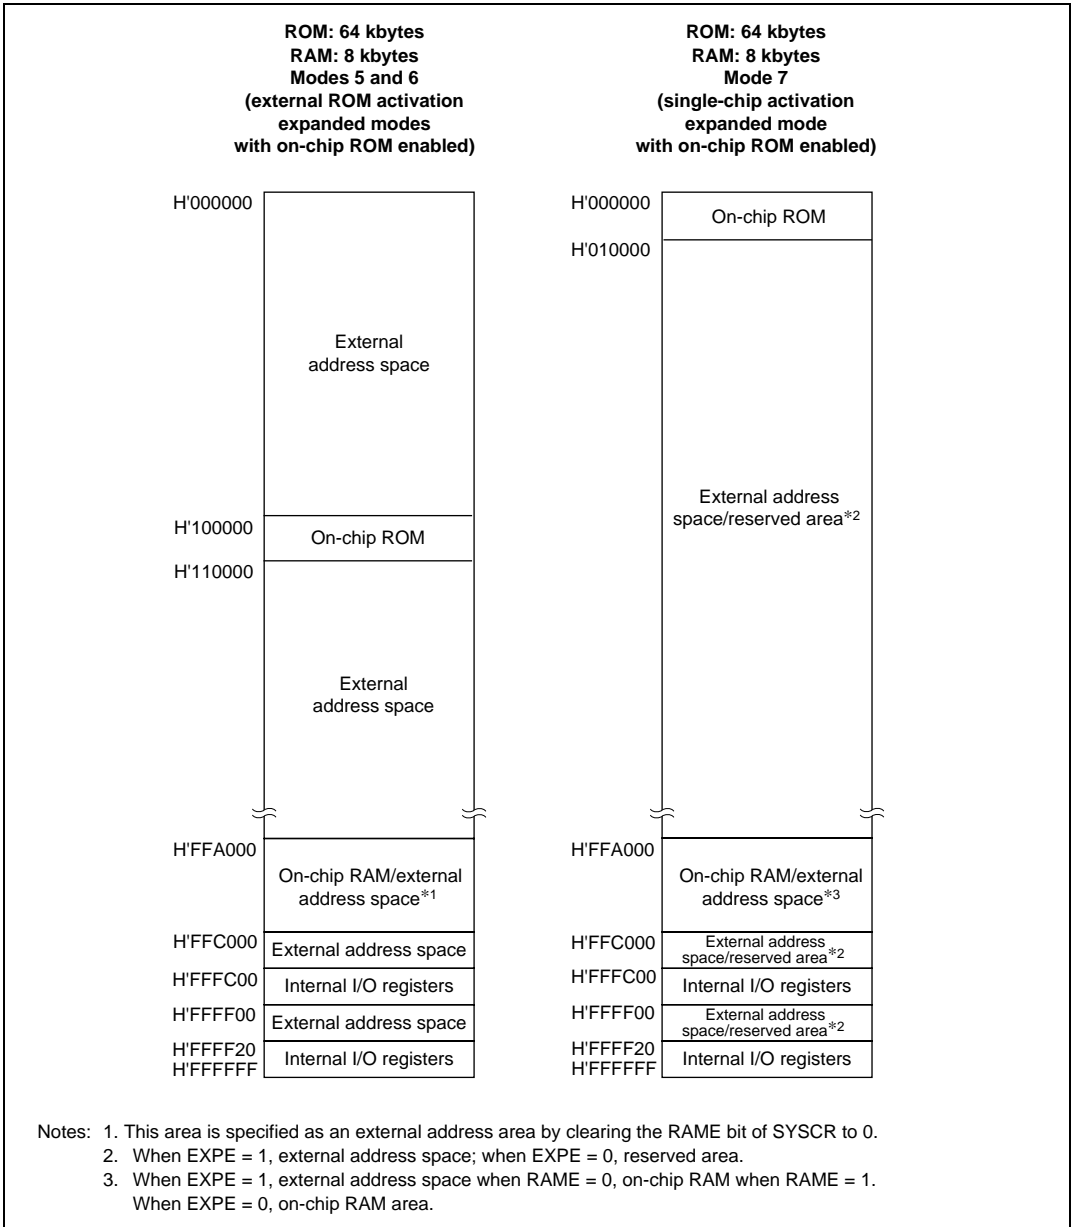 ROM: 64 kbytes
RAM: 8 kbytes
Modes 5 and 6
(external ROM activation
expanded modes
with on-chip ROM enabled)
H'000000
External
address space
H'100000
On-chip ROM
H'110000
External
address space
H'FFA000
On-chip RAM/external
address space*1
H'FFC000
External address space
H'FFFC00
Internal I/O registers
H'FFFF00
External address space
H'FFFF20
Internal I/O registers
H'FFFFFF
ROM: 64 kbytes
RAM: 8 kbytes
Mode 7
(single-chip activation
expanded mode
with on-chip ROM enabled)
H'000000
On-chip ROM
H'010000
External address
space/reserved area*2
H'FFA000
On-chip RAM/external
address space*3
H'FFC000
External address
space/reserved area*2
H'FFFC00
Internal I/O registers
H'FFFF00
External address
space/reserved area*2
H'FFFF20
Internal I/O registers
H'FFFFFF
Notes: 1. This area is specified as an external address area by clearing the RAME bit of SYSCR to 0.
2. When EXPE = 1, external address space; when EXPE = 0, reserved area.
3. When EXPE = 1, external address space when RAME = 0, on-chip RAM when RAME = 1.
When EXPE = 0, on-chip RAM area.